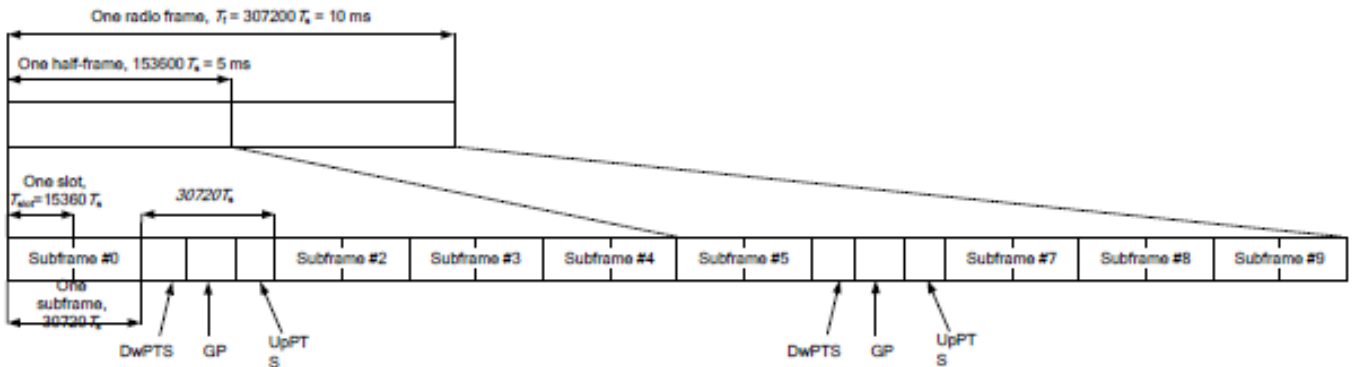 One radio frame, Tf = 307200 Ts = 10 ms
One half-frame, 153600 Ts = 5 ms
One slot,
Tslot=15360 Ts
30720Ts
Subframe #0
Subframe #2
Subframe #3
Subframe #4
Subframe #5
Subframe #7
Subframe #8
Subframe #9
One
subframe,
30720 Ts
DwPTS
GP
UpPT
S
DwPTS
GP
UpPT
S